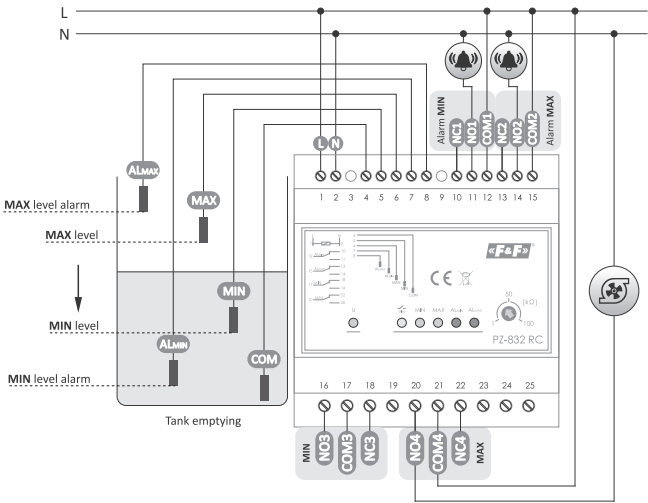 L
N
Alarm MIN
NC1
NO1
COM1
NC2
NO2
COM2
Alarm MAX
L N
1 2 3 4 5 6 7 8 9 10 11 12 13 14 15
ALMAX
MAX
MAX level alarm
MAX level
MIN
MIN level
ALMIN
COM
MIN level alarm
Tank emptying
«F&F»
CE
50
[kΩ]
1 100
U MIN MAX ALMIN ALMAX
PZ-832 RC
16 17 18 19 20 21 22 23 24 25
MIN
NO3
COM3
NC3
NO4
COM4
NC4
MAX